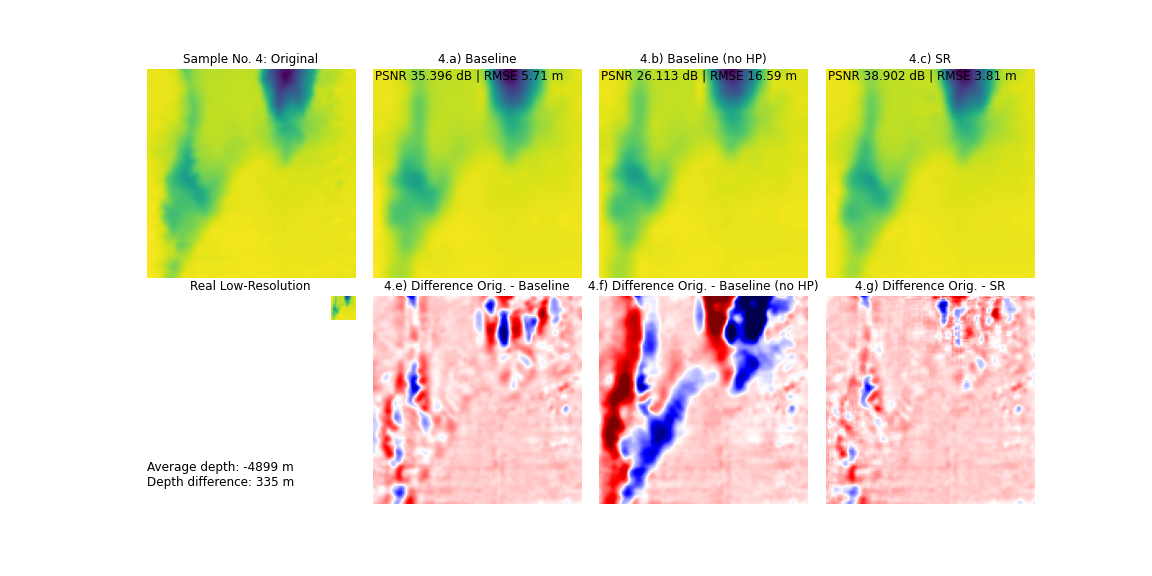 Sample No. 4: Original
4.a) Baseline
4.b) Baseline (no HP)
4.c) SR
PSNR 35.396 dB | RMSE 5.71 m
PSNR 26.113 dB | RMSE 16.59 m
PSNR 38.902 dB | RMSE 3.81 m
Real Low-Resolution
4.e) Difference Orig. - Baseline
4.f) Difference Orig. - Baseline (no HP)
4.g) Difference Orig. - SR
Average depth: -4899 m
Depth difference: 335 m